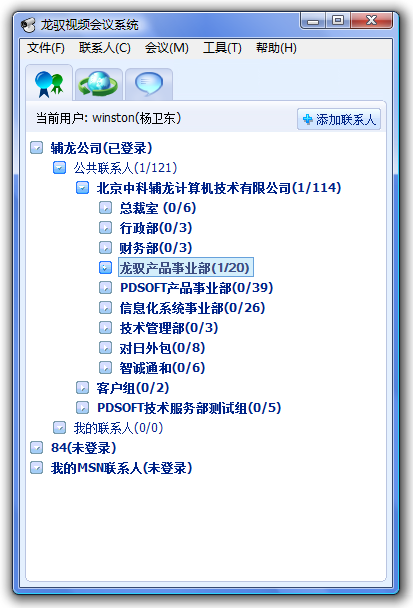 龙驭视频会议系统
文件(F) 联系人(C) 会议(M) 工具(T) 帮助(H)
当前用户: winston(杨卫东) 添加联系人
辅龙公司(已登录)
公共联系人(1/121)
北京中科辅龙计算机技术有限公司(1/114)
总裁室 (0/6)
行政部(0/3)
财务部(0/3)
龙驭产品事业部(1/20)
PDSOFT产品事业部(0/39)
信息化系统事业部(0/26)
技术管理部(0/3)
对日外包(0/8)
智诚通和(0/6)
客户组(0/2)
PDSOFT技术服务部测试组(0/5)
我的联系人(0/0)
84(未登录)
我的MSN联系人(未登录)